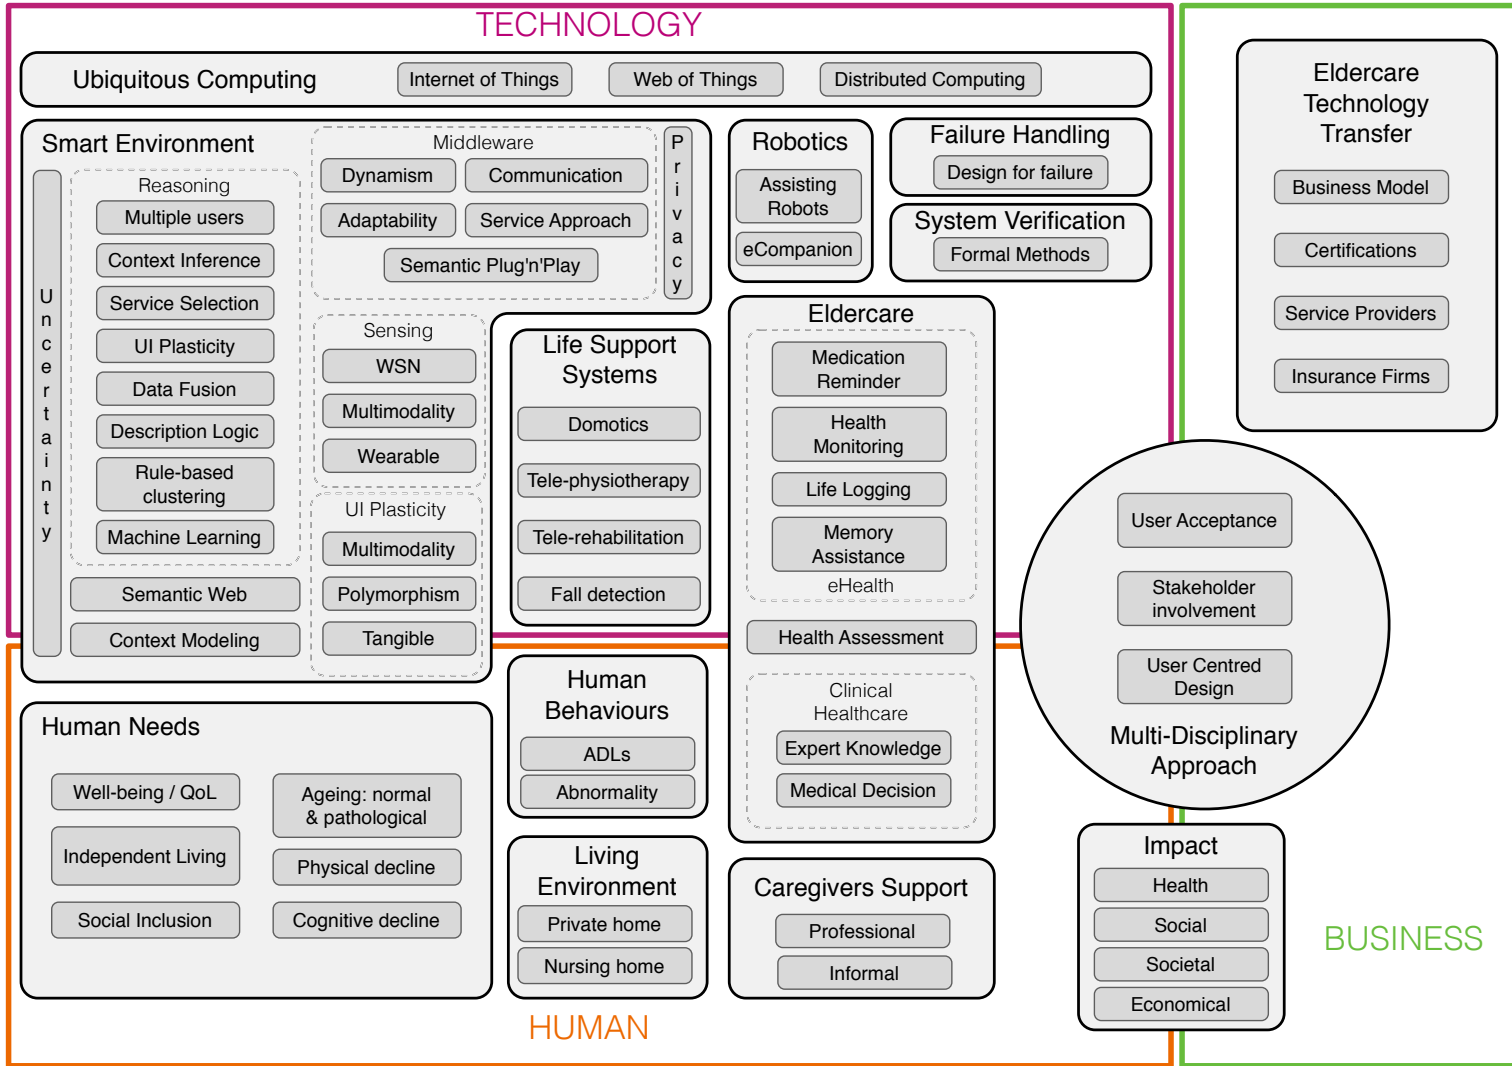 TECHNOLOGY
Ubiquitous Computing
Internet of Things
Web of Things
Distributed Computing
Smart Environment
Uncertainty
Reasoning
Multiple users
Context Inference
Service Selection
UI Plasticity
Data Fusion
Description Logic
Rule-based
clustering
Machine Learning
Semantic Web
Context Modeling
Middleware
Dynamism
Communication
Adaptability
Service Approach
Semantic Plug'n'Play
Privacy
Sensing
WSN
Multimodality
Wearable
UI Plasticity
Multimodality
Polymorphism
Tangible
Robotics
Assisting
Robots
eCompanion
Failure Handling
Design for failure
System Verification
Formal Methods
Life Support
Systems
Domotics
Tele-physiotherapy
Tele-rehabilitation
Fall detection
Eldercare
Medication
Reminder
Health
Monitoring
Life Logging
Memory
Assistance
eHealth
Health Assessment
Clinical
Healthcare
Expert Knowledge
Medical Decision
Eldercare
Technology
Transfer
Business Model
Certifications
Service Providers
Insurance Firms
User Acceptance
Stakeholder
involvement
User Centred
Design
Multi-Disciplinary
Approach
Human Needs
Well-being / QoL
Independent Living
Social Inclusion
Ageing: normal
& pathological
Physical decline
Cognitive decline
Human
Behaviours
ADLs
Abnormality
Living
Environment
Private home
Nursing home
Caregivers Support
Professional
Informal
Impact
Health
Social
Societal
Economical
BUSINESS
HUMAN